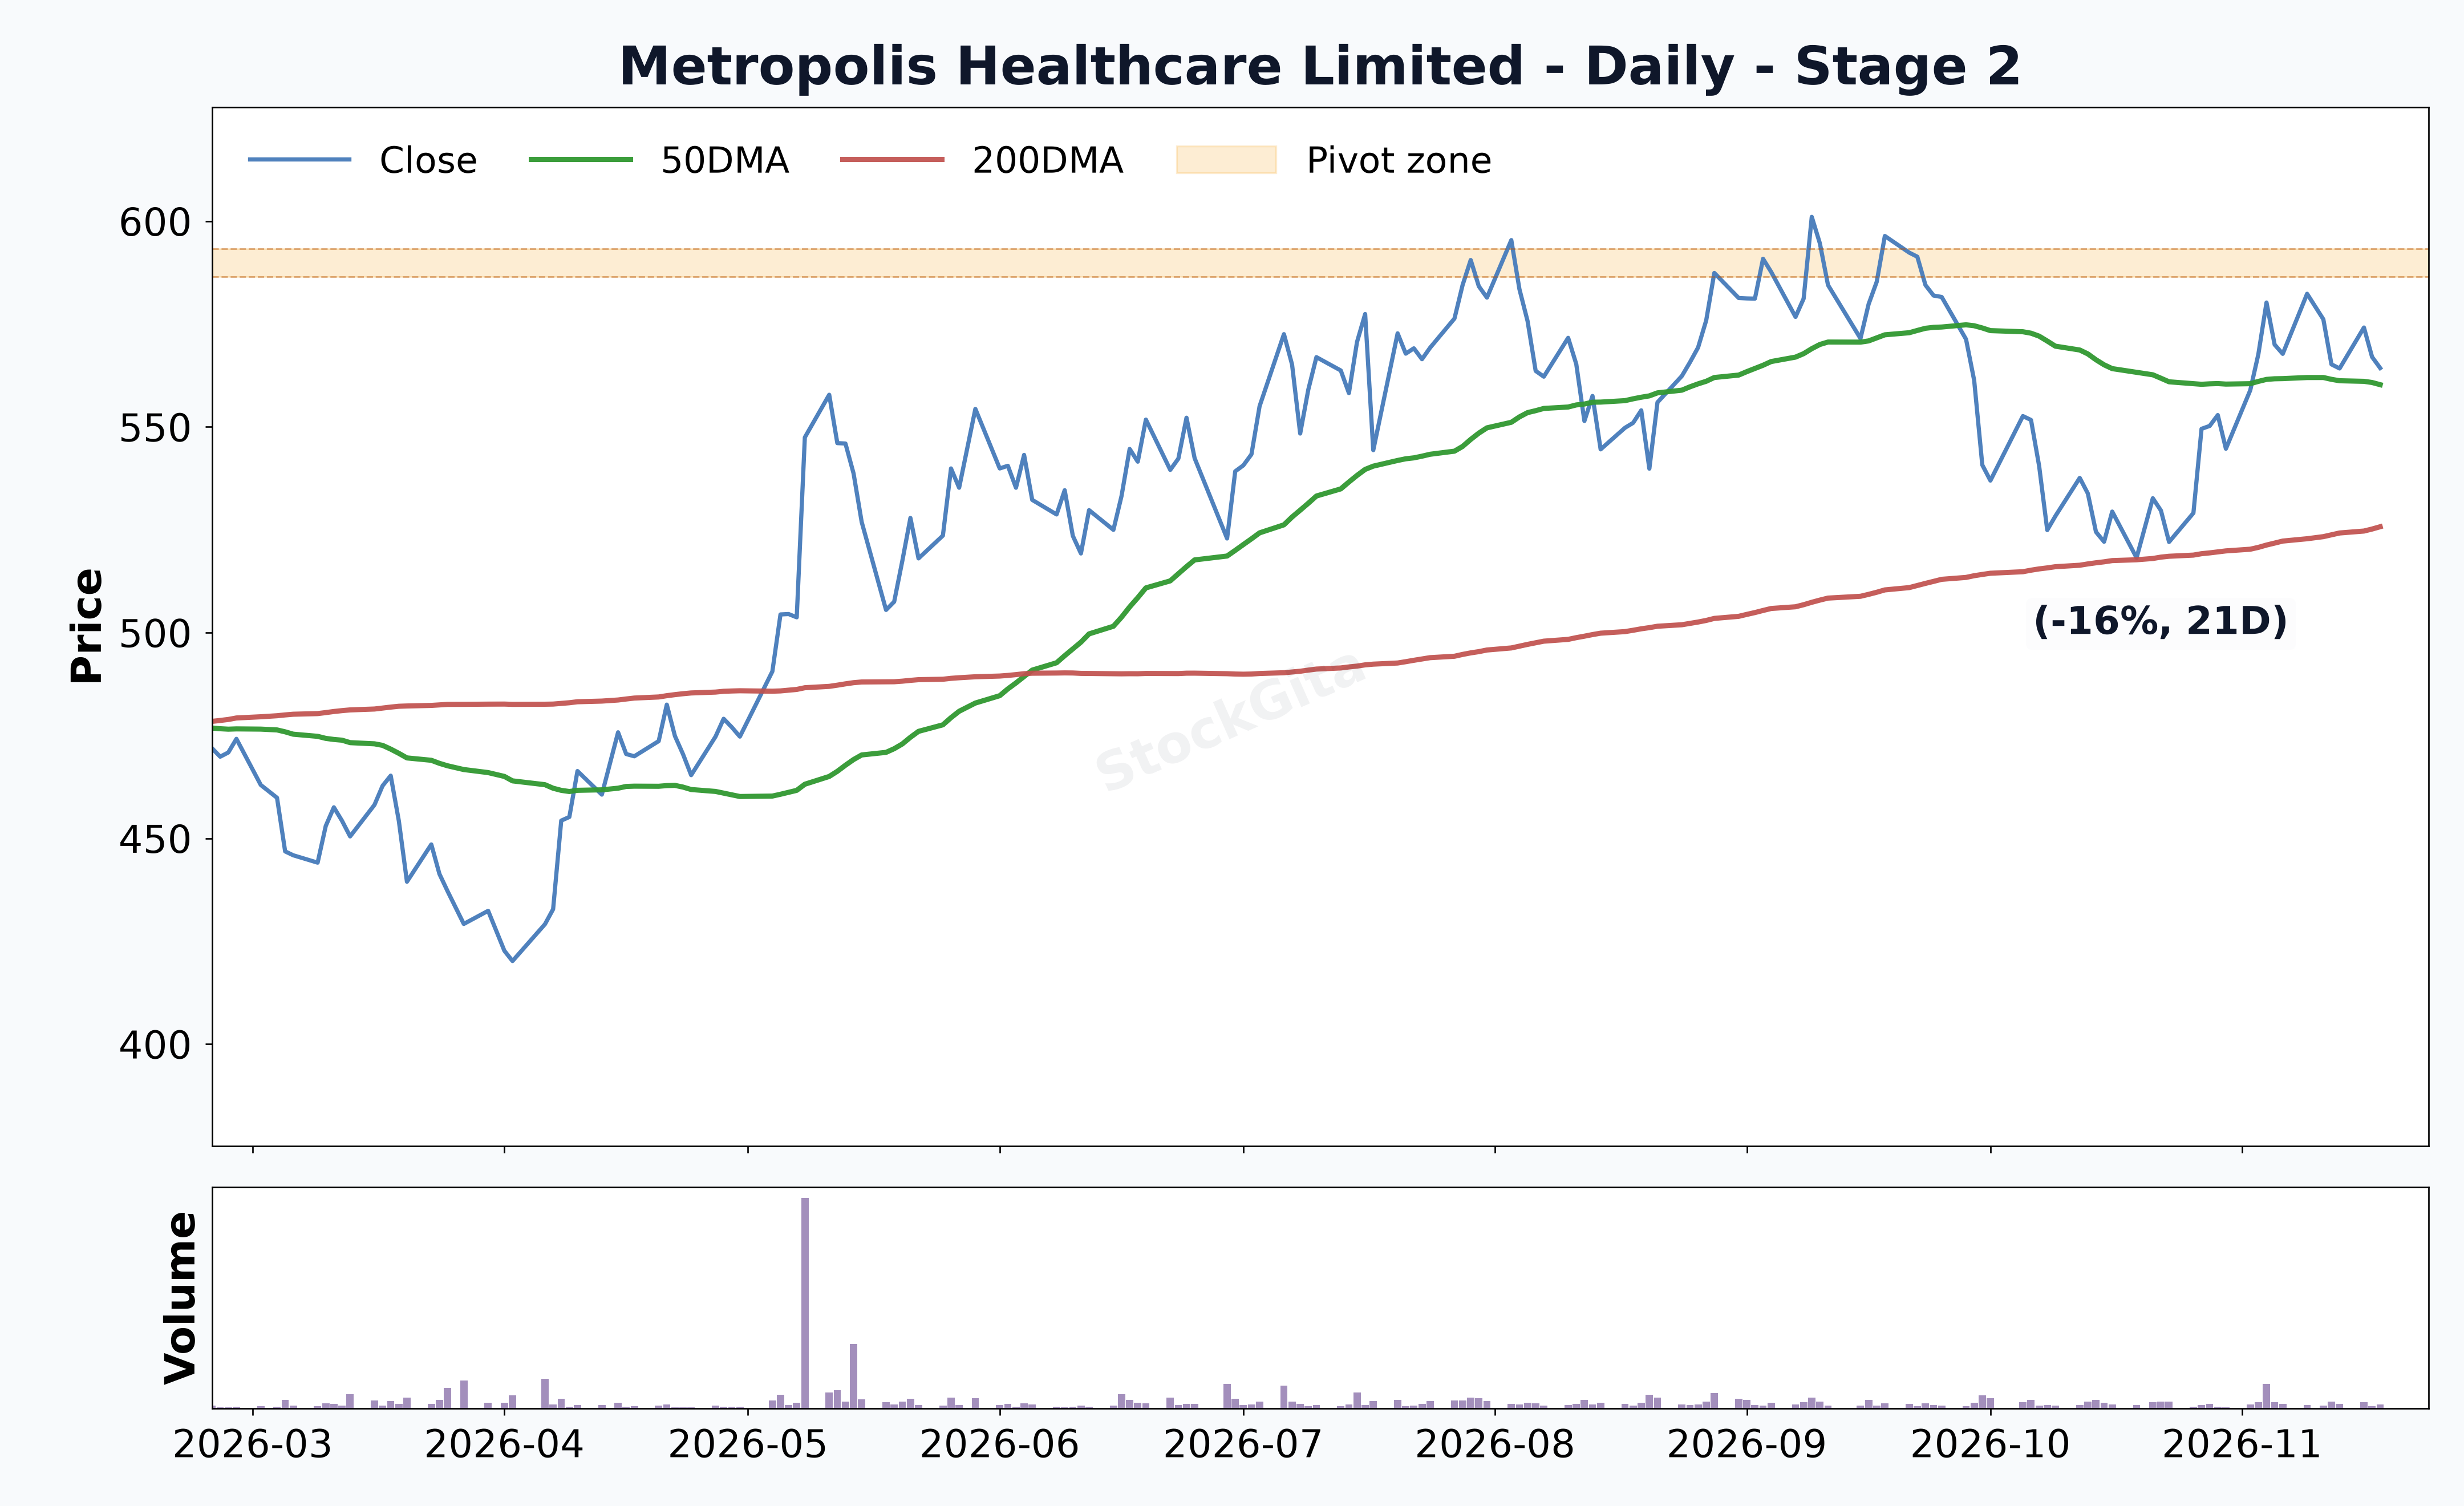 Metropolis Healthcare Limited - Daily - Stage 2
Close 50DMA 200DMA Pivot zone
600
550
500
450
400
Price
(-16%, 21D)
StockGita
Volume
2026-03 2026-04 2026-05 2026-06 2026-07 2026-08 2026-09 2026-10 2026-11